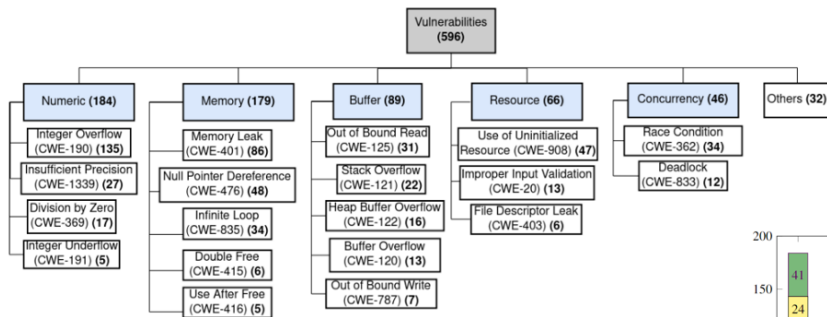 Vulnerabilities
(596)
Numeric (184)
Memory (179)
Buffer (89)
Resource (66)
Concurrency (46)
Others (32)
Integer Overflow
(CWE-190) (135)
Insufficient Precision
(CWE-1339) (27)
Division by Zero
(CWE-369) (17)
Integer Underflow
(CWE-191) (5)
Memory Leak
(CWE-401) (86)
Null Pointer Dereference
(CWE-476) (48)
Infinite Loop
(CWE-835) (34)
Double Free
(CWE-415) (6)
Use After Free
(CWE-416) (5)
Out of Bound Read
(CWE-125) (31)
Stack Overflow
(CWE-121) (22)
Heap Buffer Overflow
(CWE-122) (16)
Buffer Overflow
(CWE-120) (13)
Out of Bound Write
(CWE-787) (7)
Use of Uninitialized
Resource (CWE-908) (47)
Improper Input Validation
(CWE-20) (13)
File Descriptor Leak
(CWE-403) (6)
Race Condition
(CWE-362) (34)
Deadlock
(CWE-833) (12)
200
41
150
24